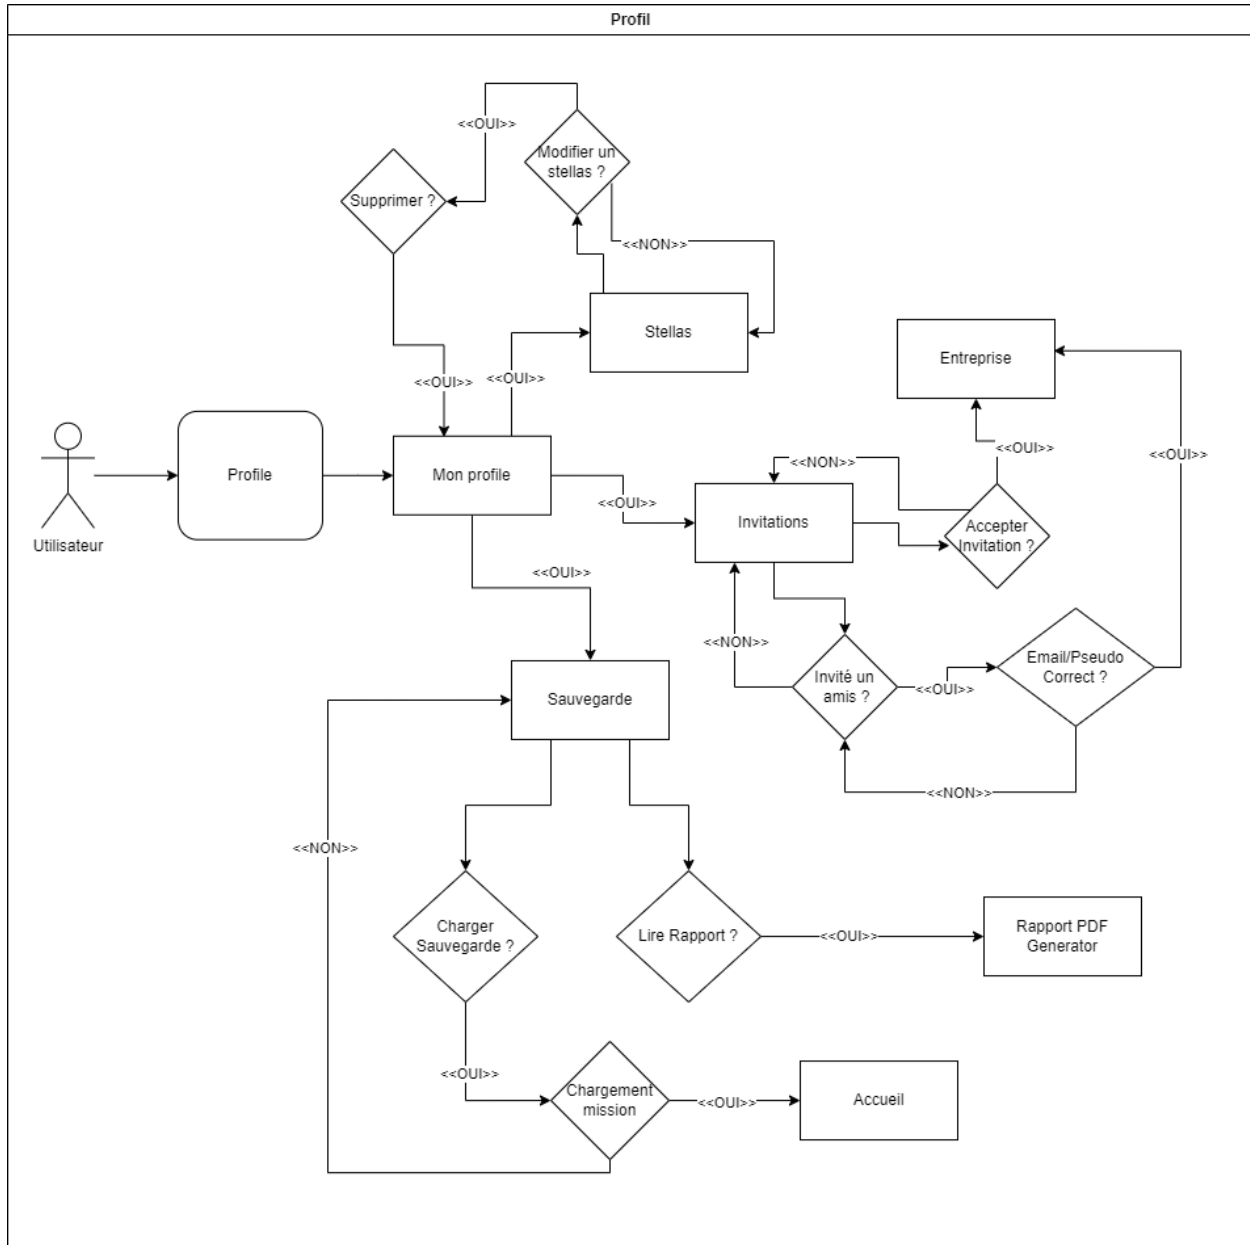 Profil
<<OUI>>
Modifier un
stellas ?
Supprimer ?
<<NON>>
Stellas
Entreprise
<<OUI>>
<<OUI>>
<<OUI>>
<<OUI>>
<<NON>>
Profile
Mon profile
<<OUI>>
Invitations
Accepter
Invitation ?
Utilisateur
<<OUI>>
<<NON>>
Invité un
amis ?
<<OUI>>
Email/Pseudo
Correct ?
Sauvegarde
<<NON>>
<<NON>>
Charger
Sauvegarde ?
Lire Rapport ?
<<OUI>>
Rapport PDF
Generator
<<OUI>>
Chargement
mission
<<OUI>>
Accueil